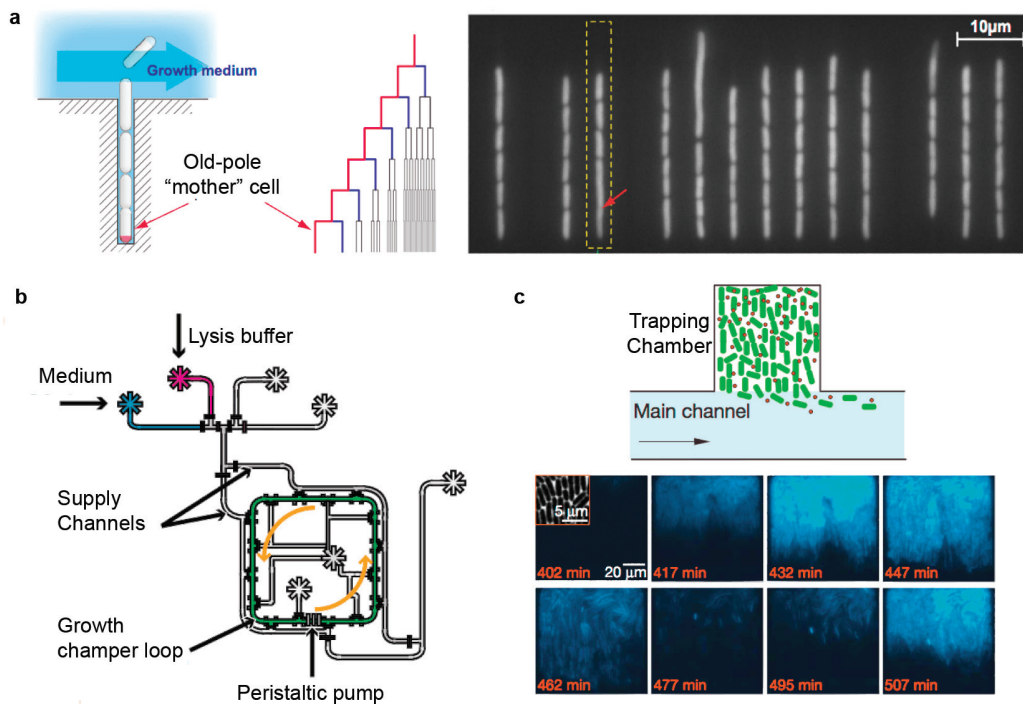 a
Growth medium
Old-pole
“mother” cell
10μm
b
Lysis buffer
Medium
Supply
Channels
Growth
champer loop
Peristaltic pump
c
Trapping
Chamber
Main channel
5 μm
402 min
20 μm
417 min
432 min
447 min
462 min
477 min
495 min
507 min